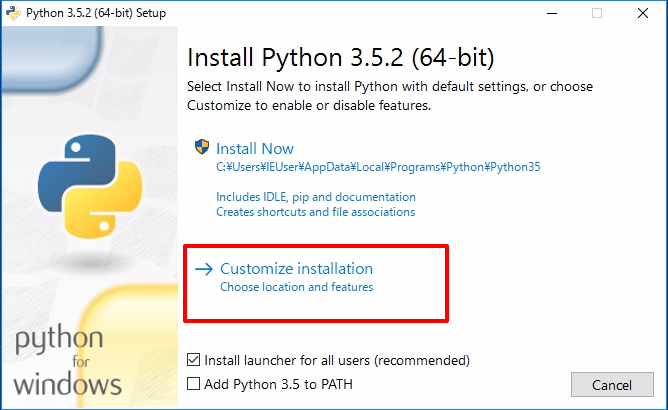 Python 3.5.2 (64-bit) Setup
Install Python 3.5.2 (64-bit)
Select Install Now to install Python with default settings, or choose
Customize to enable or disable features.
Install Now
C:¥Users¥IEUser¥AppData¥Local¥Programs¥Python¥Python35
Includes IDLE, pip and documentation
Creates shortcuts and file associations
Customize installation
Choose location and features
python
for
windows
Install launcher for all users (recommended)
Add Python 3.5 to PATH
Cancel